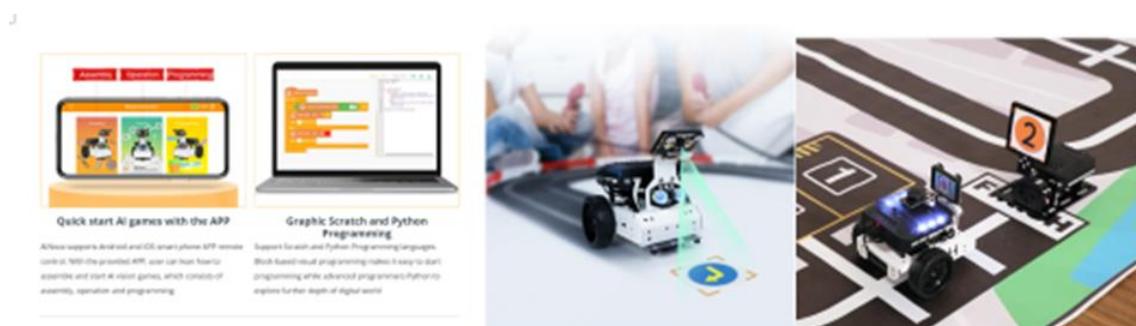 Assembly Operation Programming
Quick start AI games with the APP
Graphic Scratch and Python
Programming
AiNova supports Android and iOS smart phone APP remote
control. With the provided APP, user can learn how to
assemble and start AI vision games, which consists of
assembly, operation and programming.
Support Scratch and Python Programming languages.
Block-based visual programming makes it easy to start
programming while advanced programmers Python to
explore further depth of digital world
1
2
F